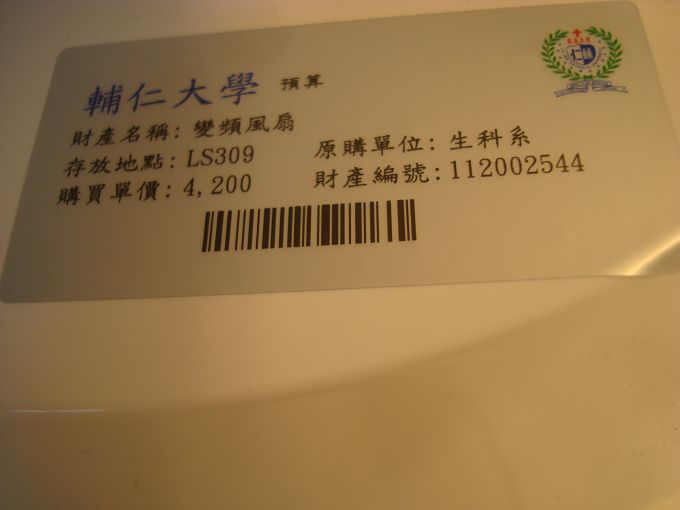 輔仁大學 預算
財產名稱: 變頻風扇
存放地點: LS309 原購單位: 生科系
購買單價: 4,200 財產編號: 112002544